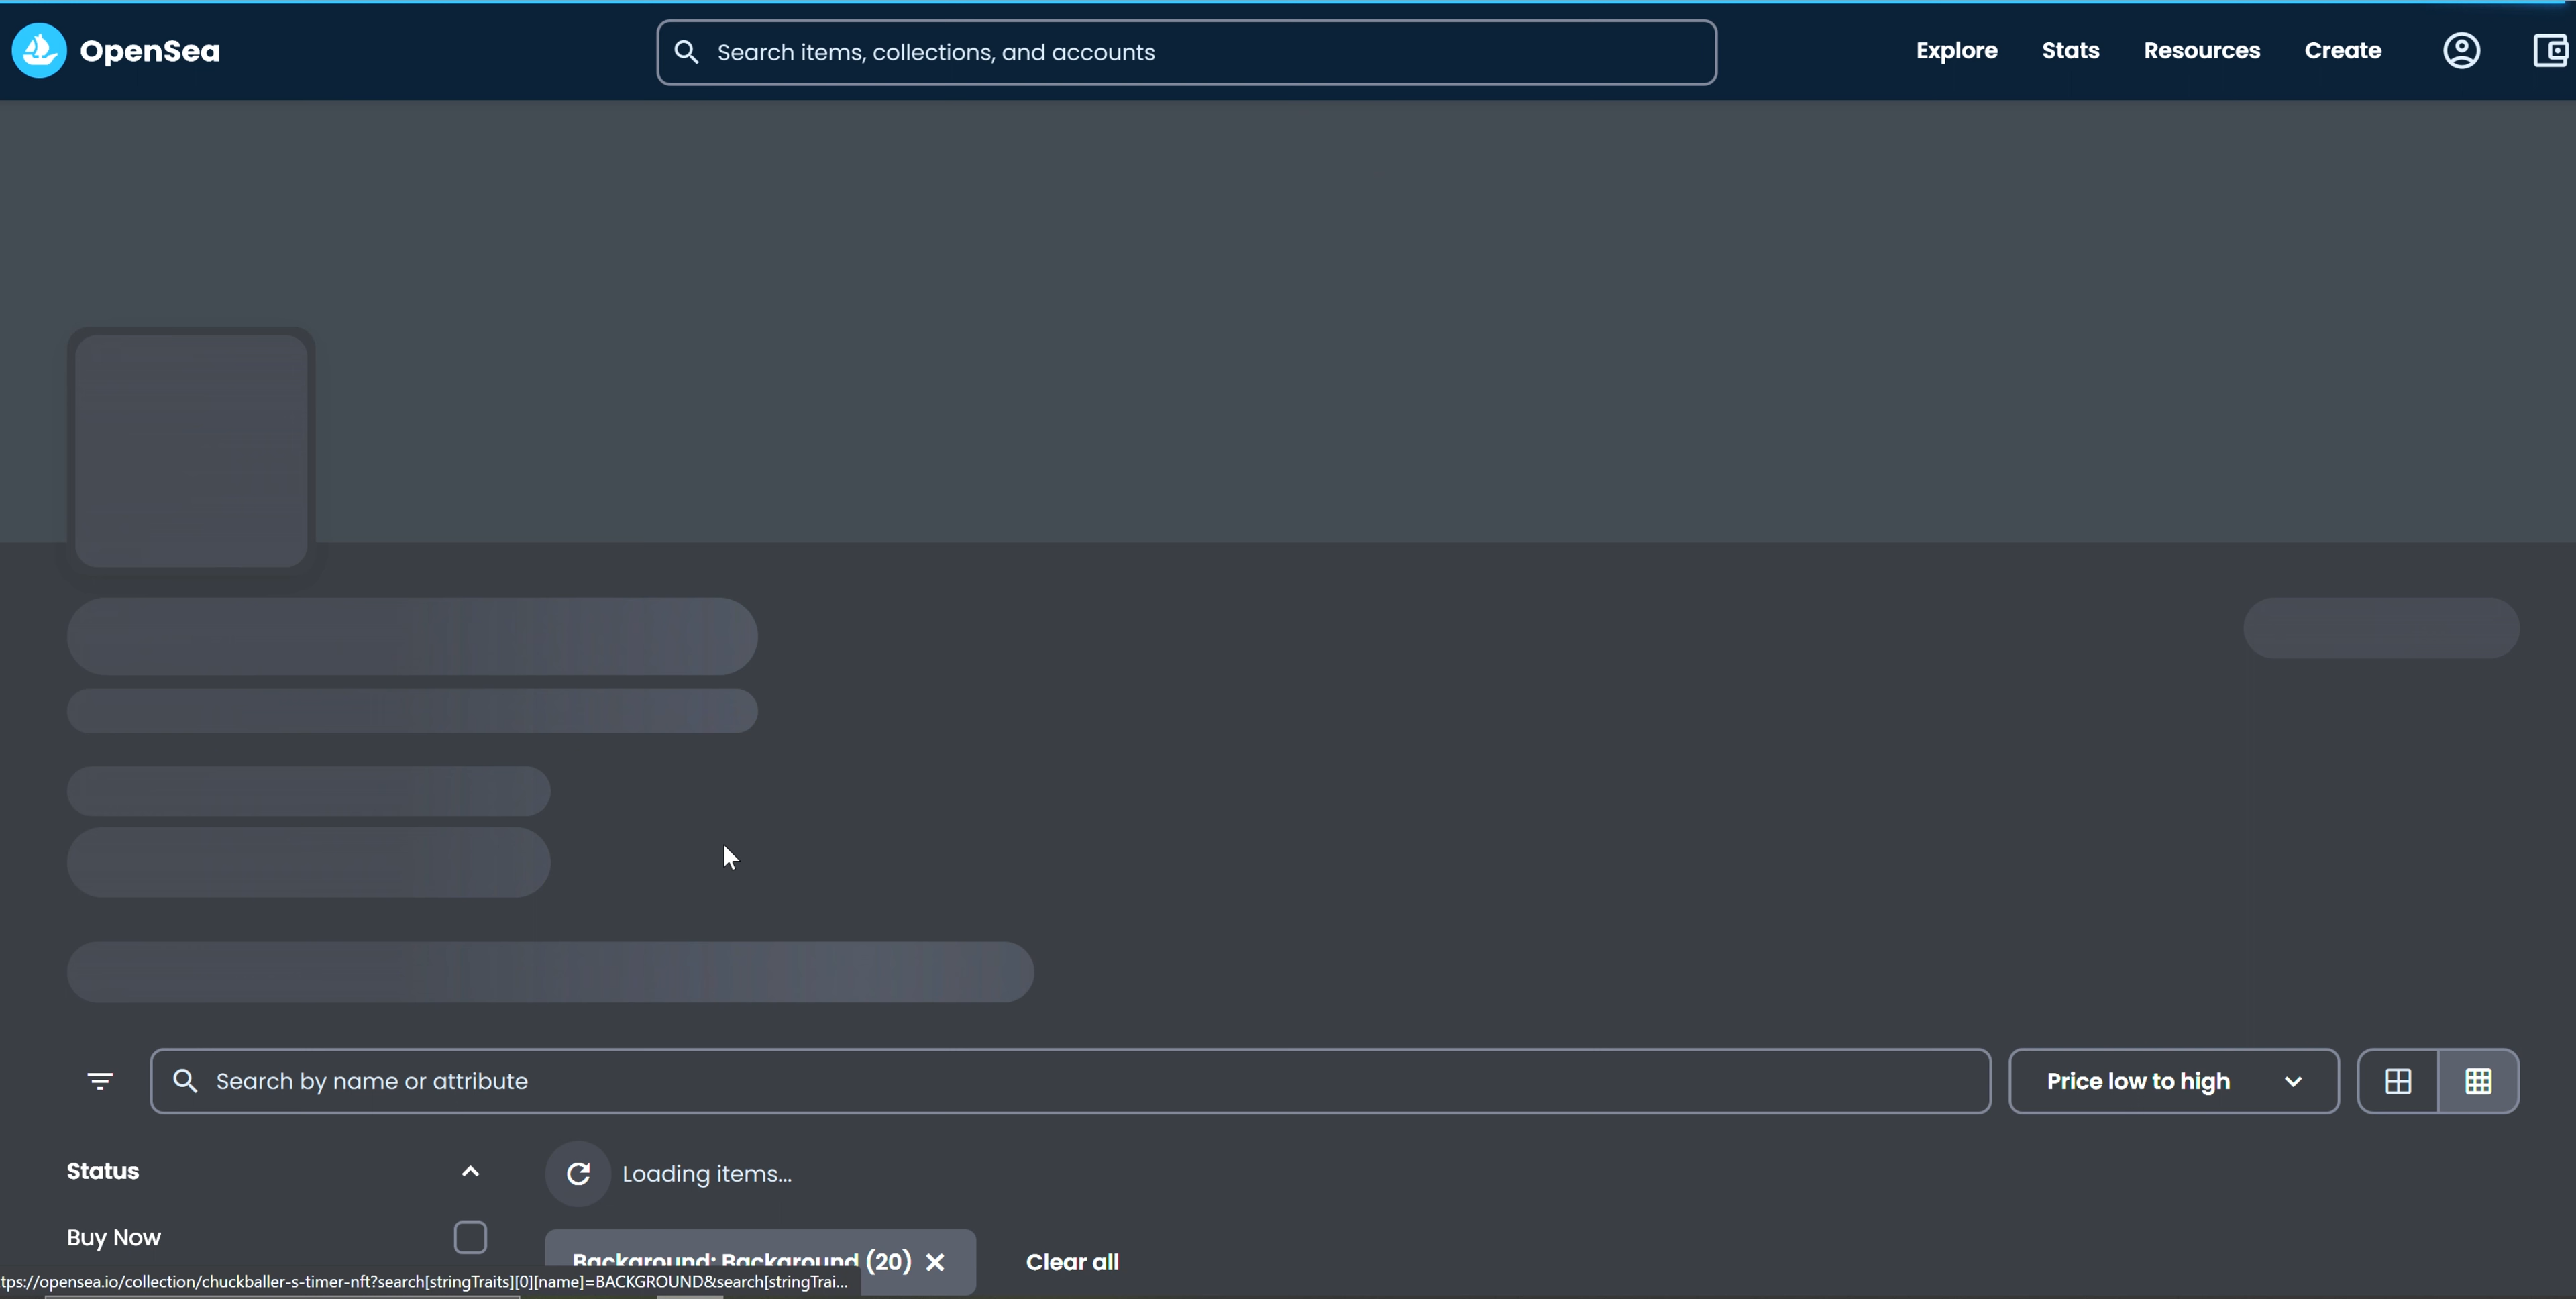 OpenSea
Search items, collections, and accounts
Explore Stats Resources Create
Search by name or attribute
Price low to high
Status
Loading items...
Buy Now
Background: Background (20)
Clear all
tps://opensea.io/collection/chuckballer-s-timer-nft?search[stringTraits][0][name]=BACKGROUND&search[stringTrai...